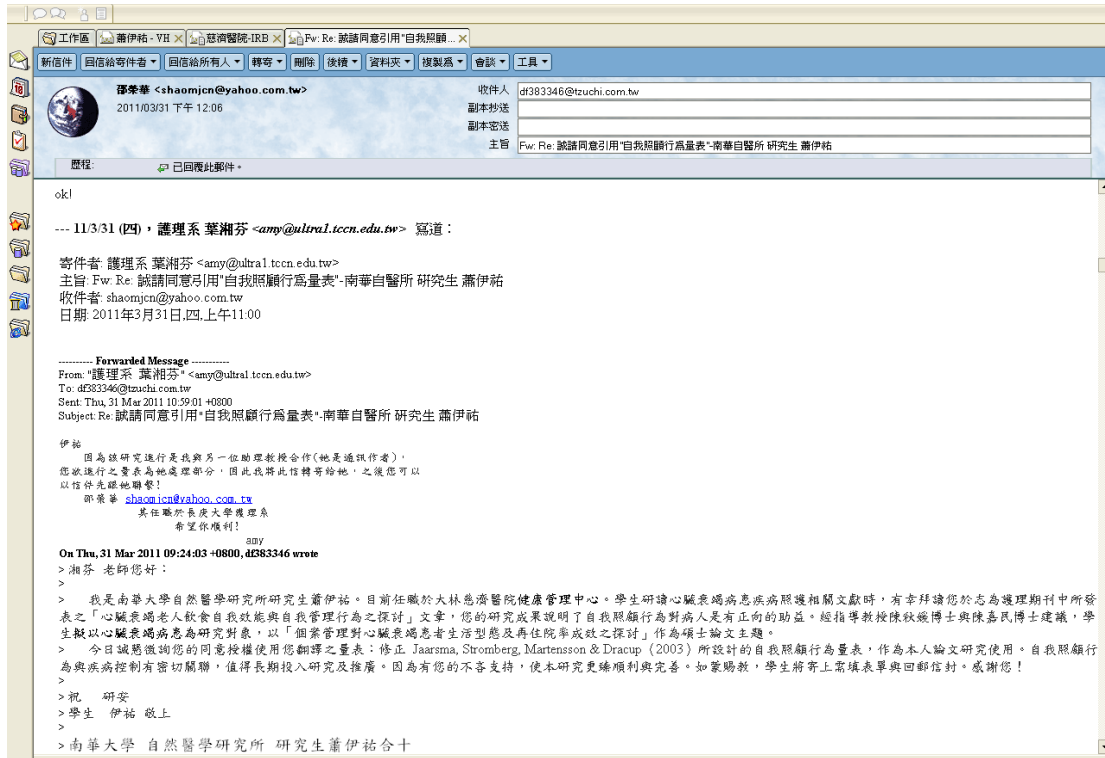 工作區 蕭伊祐 - VH 慈濟醫院-IRB Fw: Re: 誠請同意引用"自我照顧...
新信件 回信給寄件者 回信給所有人 轉寄 刪除 後續 資料夾 複製為 會談 工具
邵榮華 <shaomjcn@yahoo.com.tw>
2011/03/31 下午 12:06
收件人 df383346@tzuchi.com.tw
副本抄送
副本密送
主旨 Fw: Re: 誠請同意引用"自我照顧行為量表"-南華自醫所 研究生 蕭伊祐
歷程: 已回覆此郵件。
ok!
--- 11/3/31 (四)，護理系 葉湘芬 <amy@ultra1.tccn.edu.tw> 寫道：
寄件者: 護理系 葉湘芬 <amy@ultra1.tccn.edu.tw>
主旨: Fw: Re: 誠請同意引用"自我照顧行為量表"-南華自醫所 研究生 蕭伊祐
收件者: shaomjcn@yahoo.com.tw
日期: 2011年3月31日,四,上午11:00
---------- Forwarded Message -----------
From: "護理系 葉湘芬" <amy@ultra1.tccn.edu.tw>
To: df383346@tzuchi.com.tw
Sent: Thu, 31 Mar 2011 10:59:01 +0800
Subject: Re: 誠請同意引用"自我照顧行為量表"-南華自醫所 研究生 蕭伊祐
伊祐
因為該研究進行是我與另一位助理教授合作(她是通訊作者)，
您欲進行之量表為她處理部分，因此我將此信轉寄給她，之後您可以
以信件先跟她聯繫!
邵榮華 shaomjcn@yahoo.com.tw
其任職於長庚大學護理系
希望你順利!
amy
On Thu, 31 Mar 2011 09:24:03 +0800, df383346 wrote
> 湘芬 老師您好：
>
> 我是南華大學自然醫學研究所研究生蕭伊祐。目前任職於大林慈濟醫院健康管理中心。學生研讀心臟衰竭病患疾病照護相關文獻時，有幸拜讀您於志為護理期刊中所發
表之「心臟衰竭老人飲食自我效能與自我管理行為之探討」文章，您的研究成果說明了自我照顧行為對病人是有正向的助益。經指導教授陳秋媛博士與陳嘉民博士建議，學
生擬以心臟衰竭病患為研究對象，以「個案管理對心臟衰竭患者生活型態及再住院率成效之探討」作為碩士論文主題。
> 今日誠懇徵詢您的同意授權使用您翻譯之量表：修正 Jaarsma, Stromberg, Martensson & Dracup (2003) 所設計的自我照顧行為量表，作為本人論文研究使用。自我照顧行
為與疾病控制有密切關聯，值得長期投入研究及推廣。因為有您的不吝支持，使本研究更臻順利與完善。如蒙賜教，學生將寄上需填表單與回郵信封。感謝您！
>
> 祝 研安
> 學生 伊祐 敬上
>
> 南華大學 自然醫學研究所 研究生蕭伊祐合十